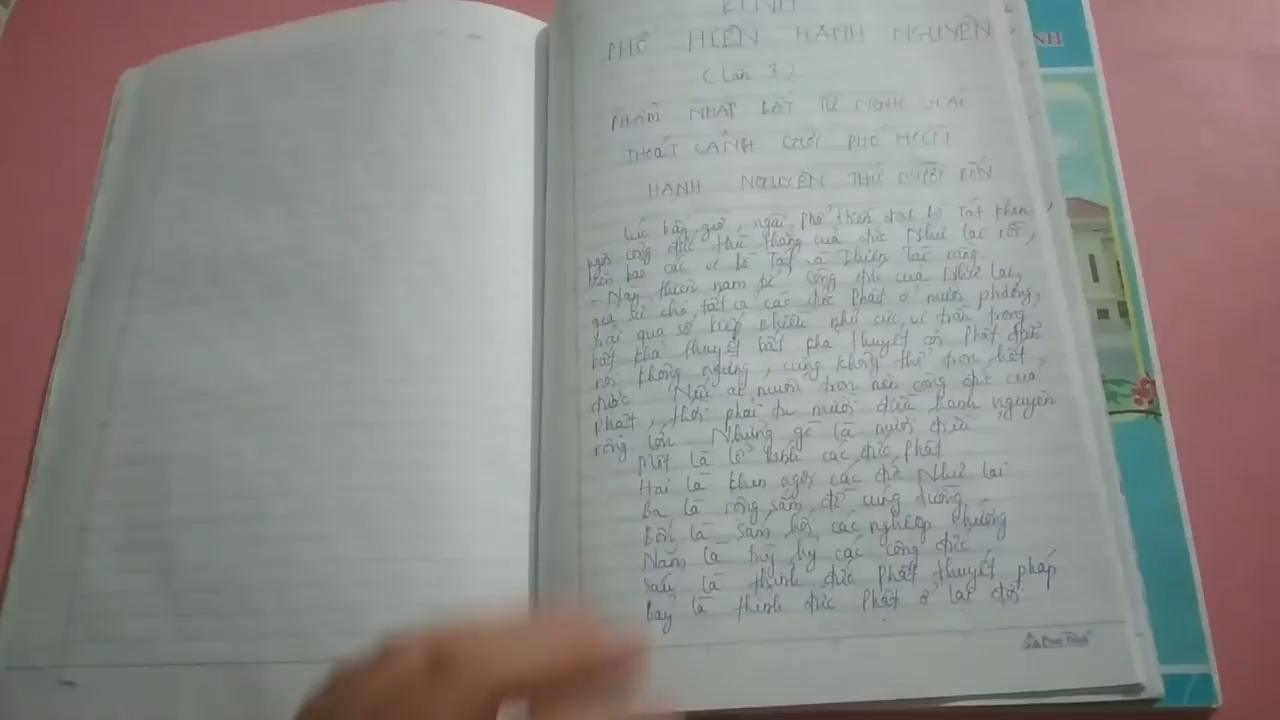 KINH
PHỔ HIỀN HẠNH NGUYỆN
(Lần 3)
PHẨM NHẬP BẤT TƯ NGHÌ GIẢI
THOÁT CẢNH GIỚI PHỔ HIỀN
HẠNH NGUYỆN THỨ MƯỜI BỐN
Lúc bấy giờ, ngài Phổ Hiền đại bồ Tát khen
ngợi công đức thù thắng của đức Như lai rồi,
liền bảo các vị bồ Tát và Thiện Tài rằng
- Này thiện nam tử, công đức của Như lai,
giả sử cho tất cả các đức Phật ở mười phương,
trải qua số kiếp nhiều như cực vi trần trong
bất khả thuyết bất khả thuyết cõi Phật diễn
nói không ngừng, cũng không thể trọn hết
được Nếu ai muốn trọn nên công đức của
phật, thời phải tu mười điều hạnh nguyện
rộng lớn Những gì là mười điều
Một là lễ kính các đức Phật
Hai là khen ngợi các đức Như lai
Ba là rộng sắm đồ cúng dường
Bốn là sám hối các nghiệp chướng
Năm là tùy hỷ các công đức
Sáu là thỉnh đức Phật thuyết pháp
Bảy là thỉnh đức Phật ở lại đời